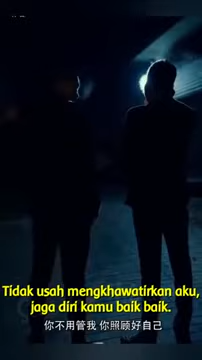 Tidak usah mengkhawatirkan aku,
jaga diri kamu baik baik.
你不用管我 你照顾好自己